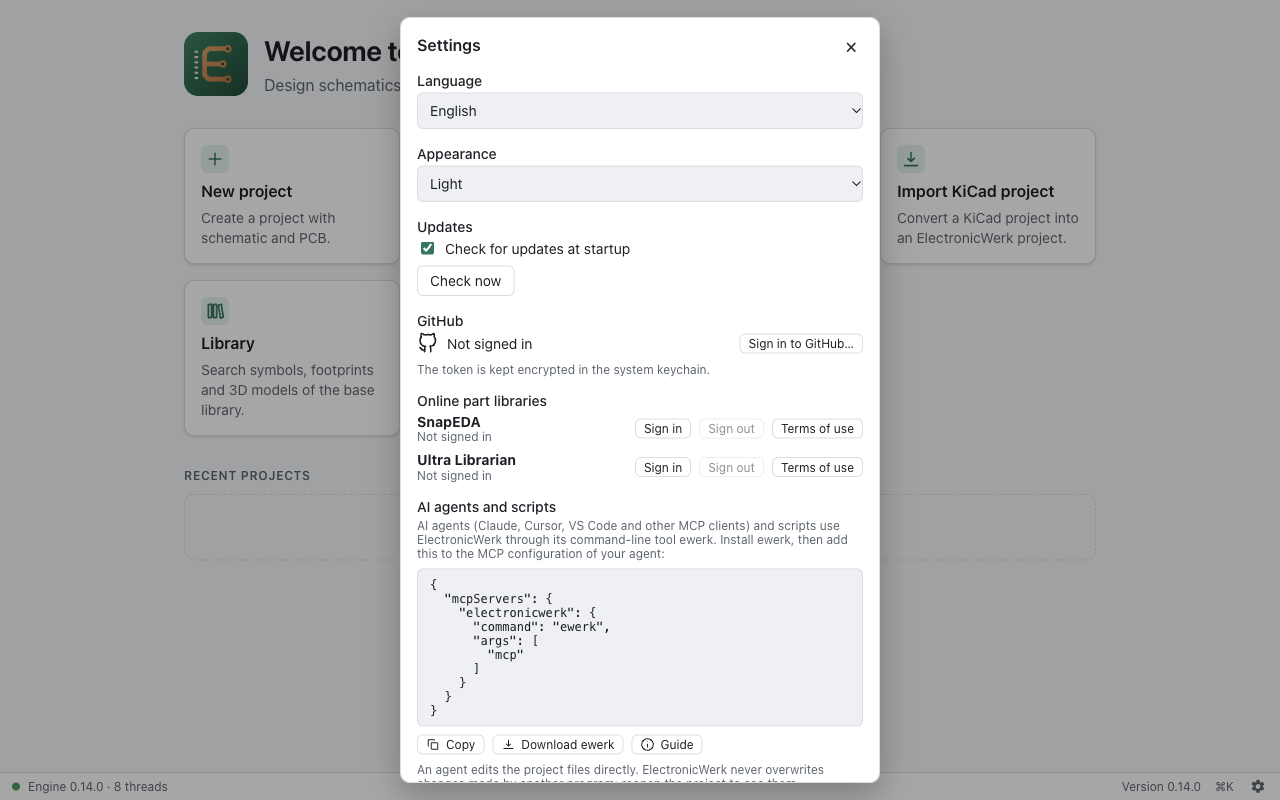 Settings
Language
English
Appearance
Light
Updates
Check for updates at startup
Check now
GitHub
Not signed in
Sign in to GitHub...
The token is kept encrypted in the system keychain.
Online part libraries
SnapEDA
Not signed in
Sign in
Sign out
Terms of use
Ultra Librarian
Not signed in
Sign in
Sign out
Terms of use
AI agents and scripts
AI agents (Claude, Cursor, VS Code and other MCP clients) and scripts use
ElectronicWerk through its command-line tool ewerk. Install ewerk, then add
this to the MCP configuration of your agent:
{
"mcpServers": {
"electronicwerk": {
"command": "ewerk",
"args": [
"mcp"
]
}
}
}
Copy
Download ewerk
Guide
An agent edits the project files directly. ElectronicWerk never overwrites
Welcome
Design schematics
New project
Create a project with
schematic and PCB.
Import KiCad project
Convert a KiCad project into
an ElectronicWerk project.
Library
Search symbols, footprints
and 3D models of the base
library.
RECENT PROJECTS
Engine 0.14.0 · 8 threads
Version 0.14.0
⌘K